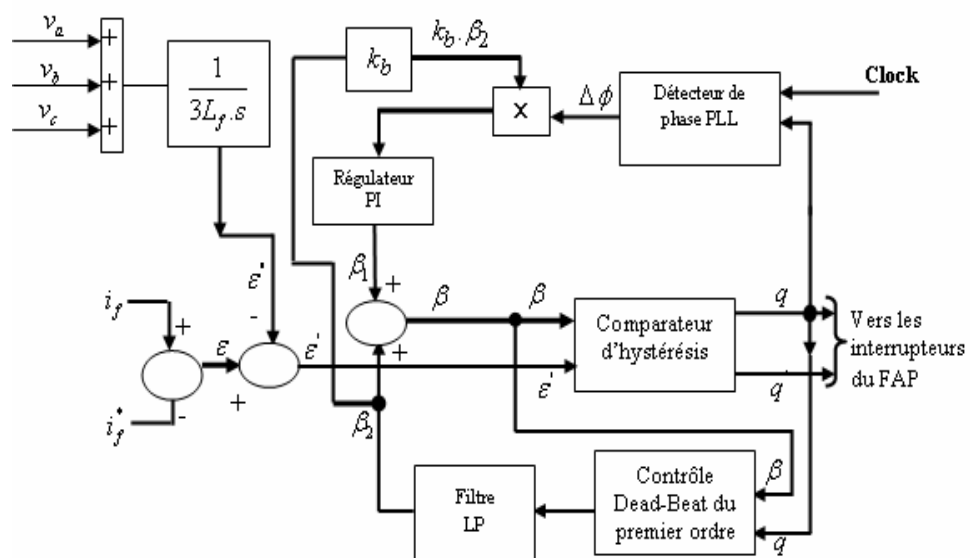 v_a
+
v_b
+
v_c
+
1
3L_f.s
k_b
k_b.β_2
X
Δϕ
Détecteur de
phase PLL
Clock
Régulateur
PI
β_1
+
+
β
β
ε"
-
i_f
+
ε
+
ε'
i_f*
-
ε'
β_2
Comparateur
d'hystérésis
q
q
Vers les
interrupteurs
du FAP
Filtre
LP
Contrôle
Dead-Beat du
premier ordre
β
q